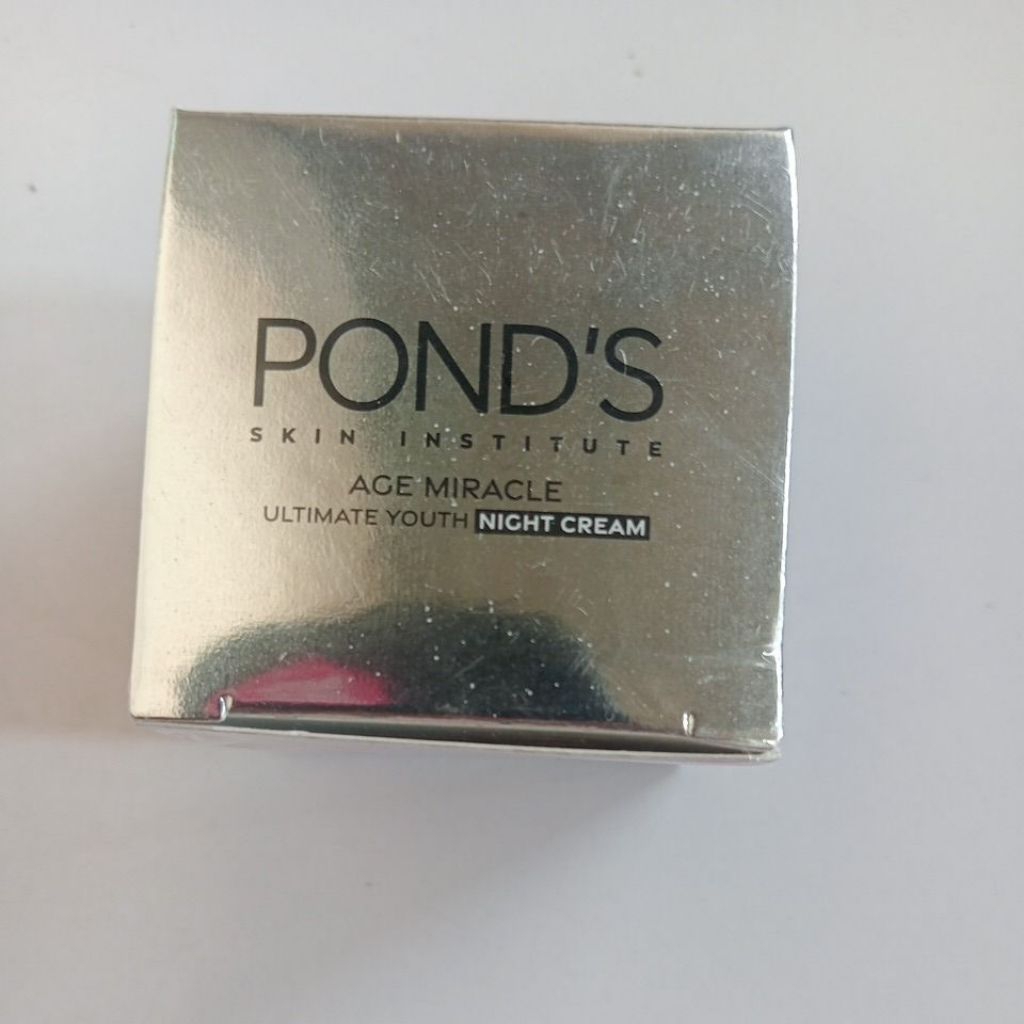 POND'S
SKIN INSTITUTE
AGE MIRACLE
ULTIMATE YOUTH NIGHT CREAM